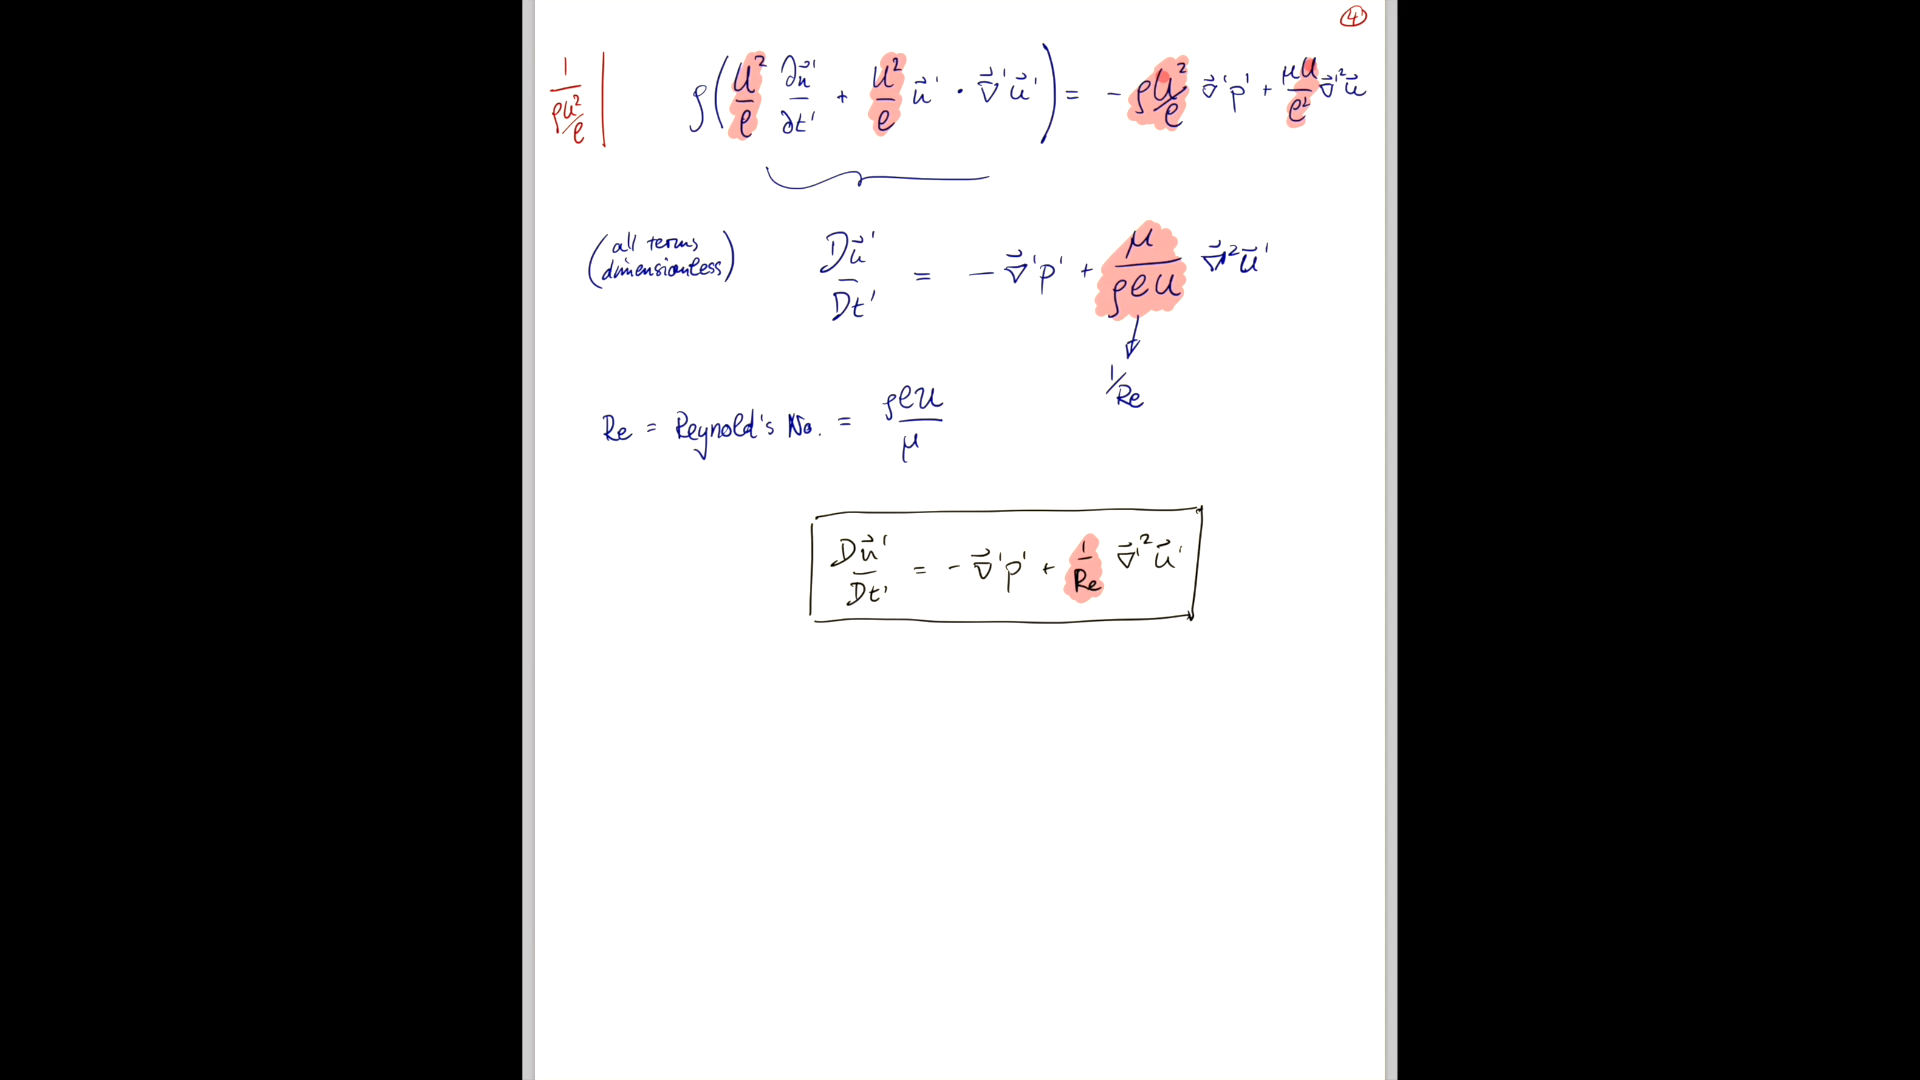 ④
1/(ρU²/ℓ) | ρ(U²/ℓ ∂u⃗'/∂t' + U²/ℓ u⃗' · ∇⃗'u⃗') = - ρU²/ℓ ∇⃗'p' + μU/ℓ² ∇⃗'²u⃗
(all terms dimensionless) Du⃗'/Dt' = - ∇⃗'p' + μ/(ρℓU) ∇⃗'²u⃗'
1/Re
Re = Reynold's No. = ρℓU/μ
Du⃗'/Dt' = - ∇⃗'p' + 1/Re ∇⃗'²u⃗'